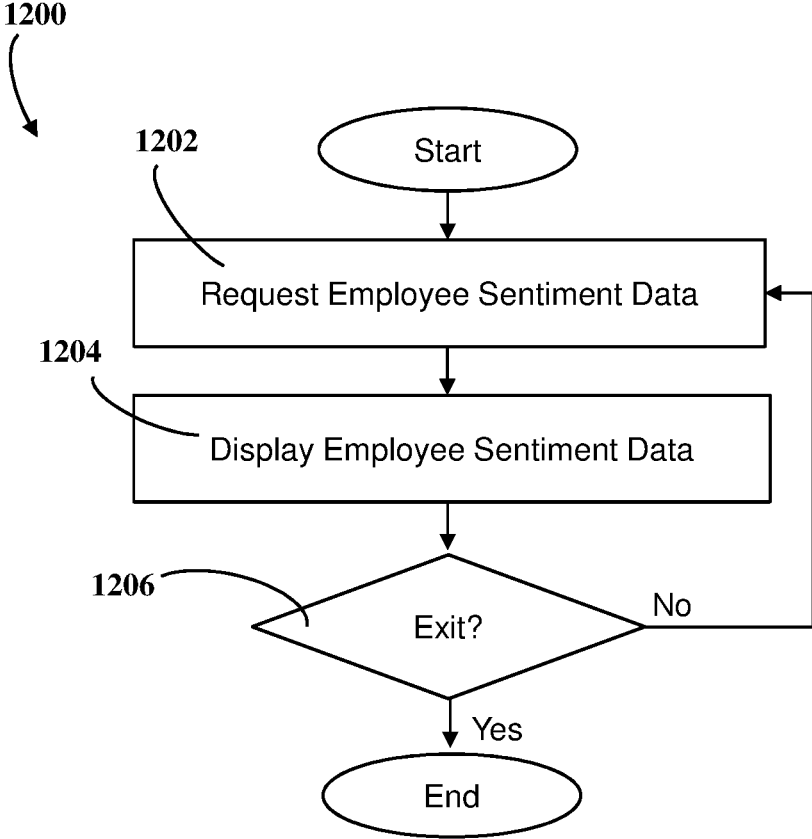 1200
1202
Start
Request Employee Sentiment Data
1204
Display Employee Sentiment Data
1206
Exit?
No
Yes
End